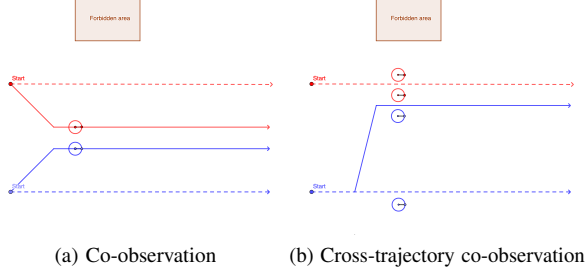 Forbidden area
Forbidden area
Start
Start
Start
Start
(a) Co-observation
(b) Cross-trajectory co-observation